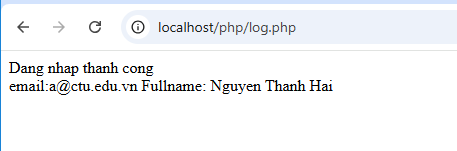 localhost/php/log.php
Dang nhap thanh cong
email:a@ctu.edu.vn Fullname: Nguyen Thanh Hai